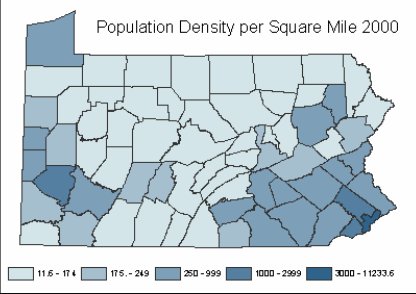 Population Density per Square Mile 2000
11.6 - 174 175. - 249 250 - 999 1000 - 2999 3000 - 11233.6